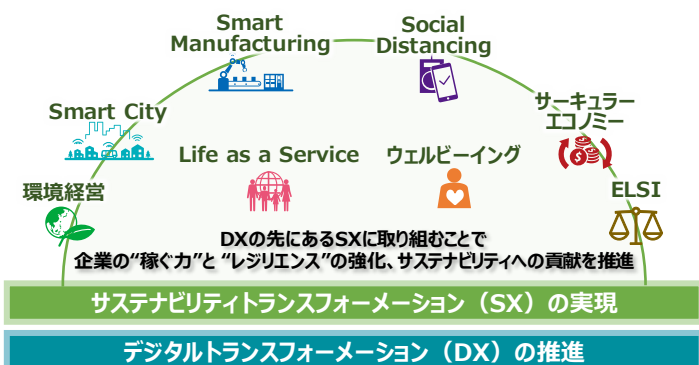 Smart
Manufacturing
Social
Distancing
Smart City
サーキュラー
エコノミー
Life as a Service
ウェルビーイング
環境経営
ELSI
DXの先にあるSXに取り組むことで
企業の“稼ぐ力”と “レジリエンス”の強化、サステナビリティへの貢献を推進
サステナビリティトランスフォーメーション（SX）の実現
デジタルトランスフォーメーション（DX）の推進